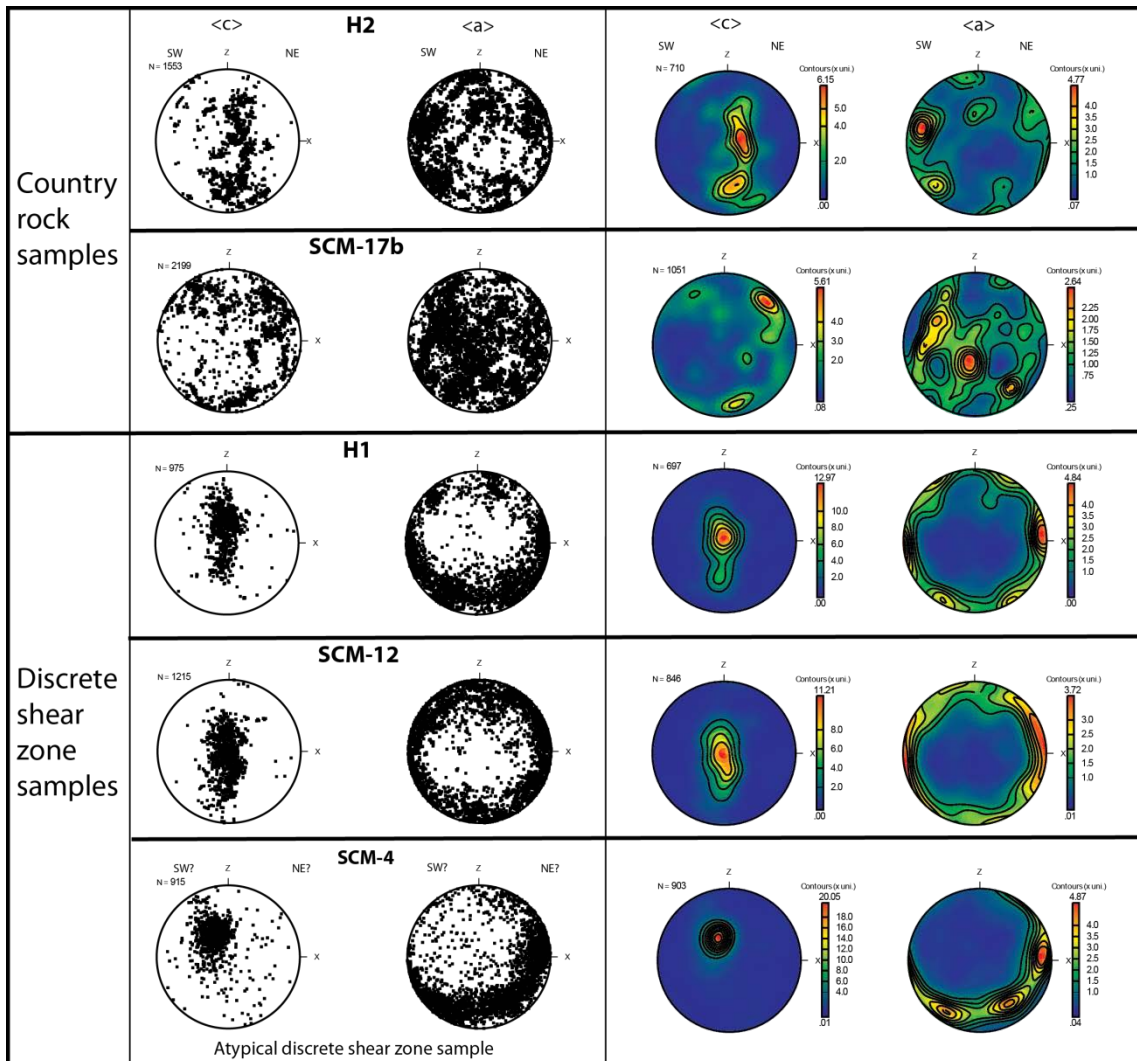 <c> H2 <a> <c> <a>
SW Z NE Z SW NE Z
N = 1553 X N = 710 Contours (x uni.) 6.15 5.0 4.0 2.0 .00 X Contours (x uni.) 4.77 4.0 3.5 3.0 2.5 2.0 1.5 1.0 .07
Country
rock
samples
SCM-17b
Z Z
N = 2199 X N = 1051 Contours (x uni.) 5.61 4.0 3.0 2.0 .08 X Contours (x uni.) 2.64 2.25 2.00 1.75 1.50 1.25 1.00 .75 .25
H1
Z Z
N = 975 X N = 697 Contours (x uni.) 12.97 10.0 8.0 6.0 4.0 2.0 .00 X Contours (x uni.) 4.84 4.0 3.5 3.0 2.5 2.0 1.5 1.0 .00
Discrete
shear
zone
samples
SCM-12
Z Z
N = 1215 X N = 846 Contours (x uni.) 11.21 8.0 6.0 4.0 2.0 .00 X Contours (x uni.) 3.72 3.0 2.5 2.0 1.5 1.0 .01
SCM-4
SW? Z NE? SW? Z NE? Z Z
N = 915 X X N = 903 Contours (x uni.) 20.05 18.0 16.0 14.0 12.0 10.0 8.0 6.0 4.0 .01 X Contours (x uni.) 4.87 4.0 3.5 3.0 2.5 2.0 1.5 1.0 .04
Atypical discrete shear zone sample